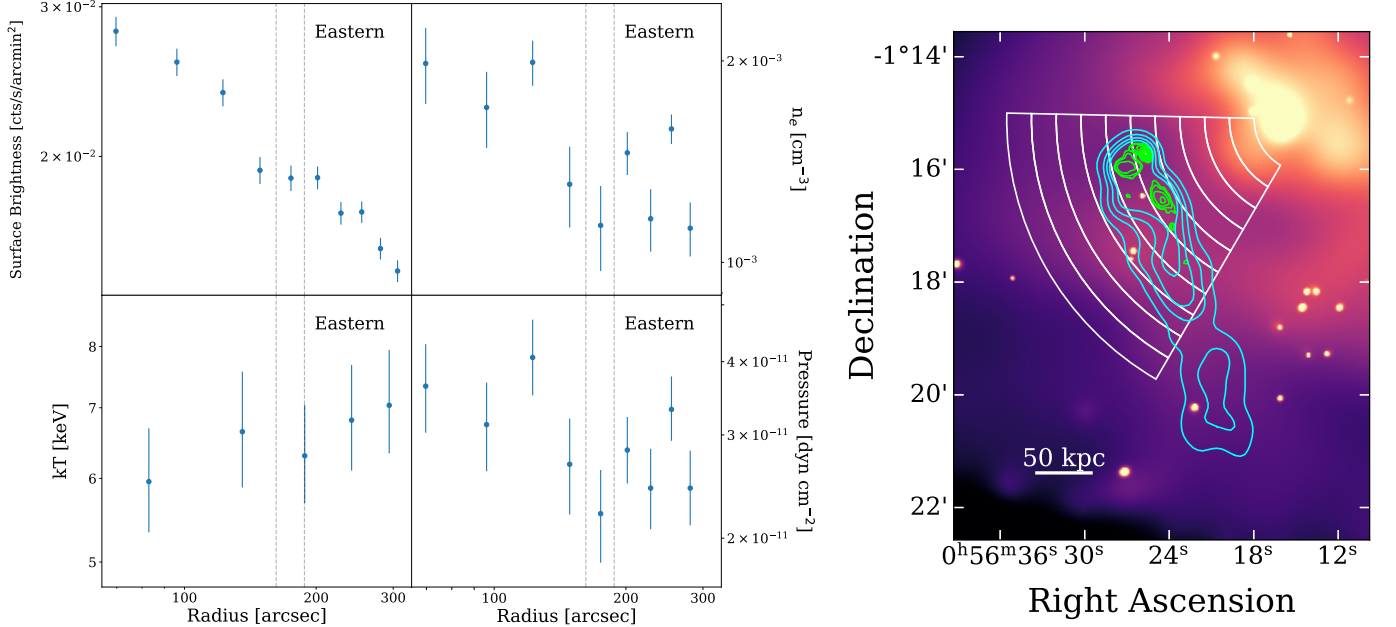 Surface Brightness [cts/s/arcmin²]
3 × 10⁻²
2 × 10⁻²
Eastern
Eastern
2 × 10⁻³
10⁻³
nₑ [cm⁻³]
kT [keV]
8
7
6
5
Eastern
Eastern
4 × 10⁻¹¹
3 × 10⁻¹¹
2 × 10⁻¹¹
Pressure [dyn cm⁻²]
100
200
300
Radius [arcsec]
100
200
300
Radius [arcsec]
Declination
-1°14'
16'
18'
20'
22'
50 kpc
0ʰ56ᵐ36ˢ
30ˢ
24ˢ
18ˢ
12ˢ
Right Ascension